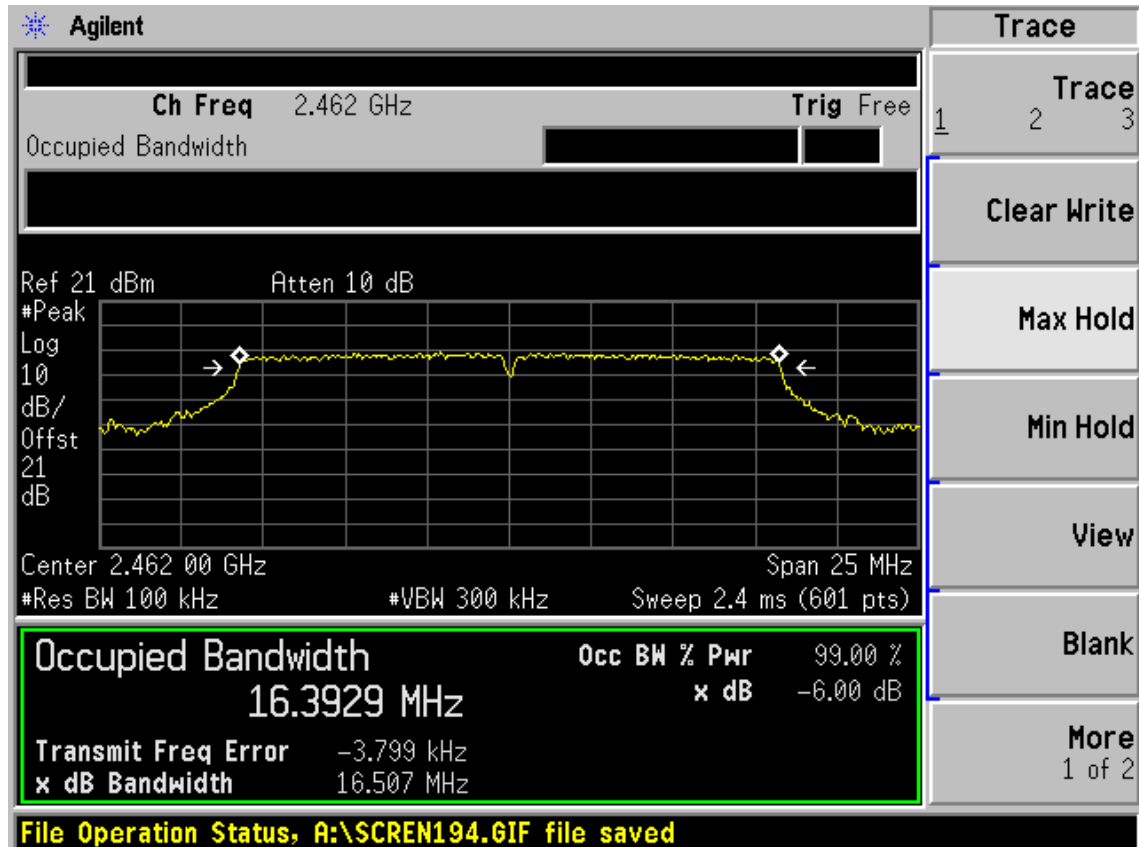 Agilent
Trace
Ch Freq 2.462 GHz Trig Free
Occupied Bandwidth
Trace
1 2 3
Clear Write
Max Hold
Min Hold
View
Blank
More
1 of 2
Ref 21 dBm Atten 10 dB
#Peak
Log
10
dB/
Offst
21
dB
Center 2.462 00 GHz Span 25 MHz
#Res BW 100 kHz #VBW 300 kHz Sweep 2.4 ms (601 pts)
Occupied Bandwidth Occ BW % Pwr 99.00 %
16.3929 MHz x dB -6.00 dB
Transmit Freq Error -3.799 kHz
x dB Bandwidth 16.507 MHz
File Operation Status, A:\SCREN194.GIF file saved